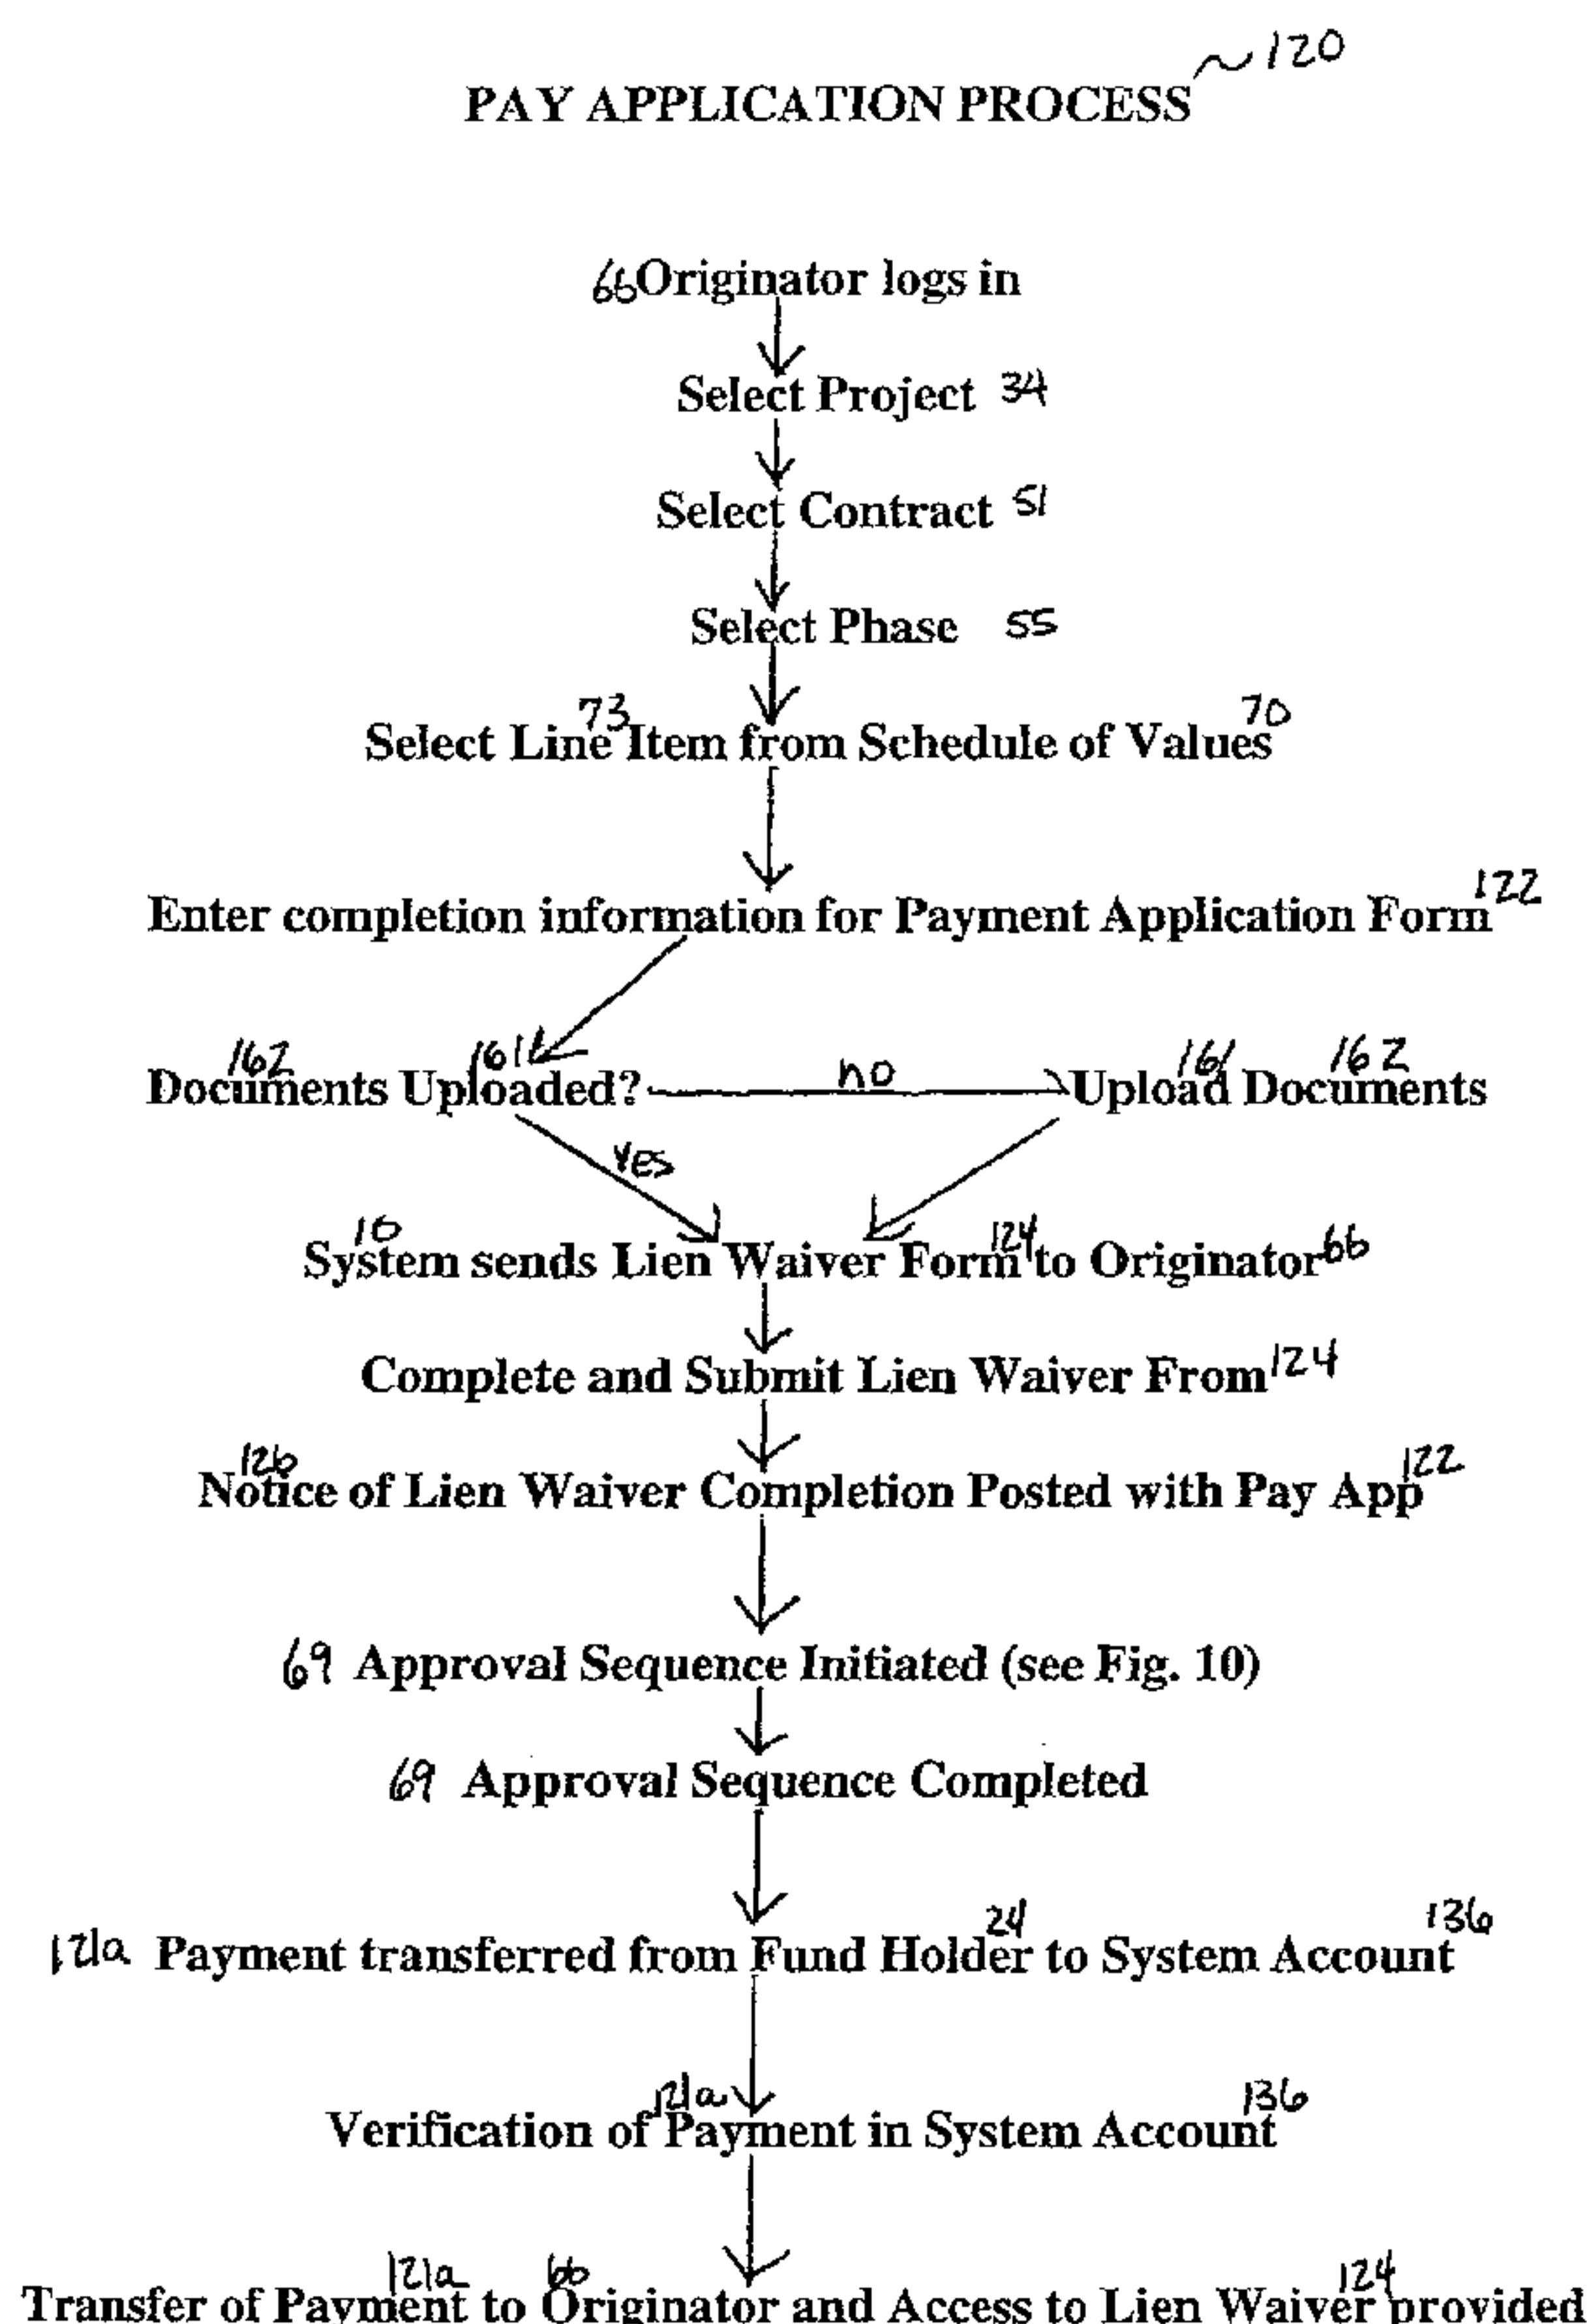 ~120
PAY APPLICATION PROCESS
66 Originator logs in
Select Project 34
Select Contract 51
Select Phase 55
73 70
Select Line Item from Schedule of Values
Enter completion information for Payment Application Form 122
162 161 161 162
Documents Uploaded? no Upload Documents
YES
10 124 66
System sends Lien Waiver Form to Originator
Complete and Submit Lien Waiver From 124
126 122
Notice of Lien Waiver Completion Posted with Pay App
69 Approval Sequence Initiated (see Fig. 10)
69 Approval Sequence Completed
24 136
121a Payment transferred from Fund Holder to System Account
121a 136
Verification of Payment in System Account
121a 66 124
Transfer of Payment to Originator and Access to Lien Waiver provided